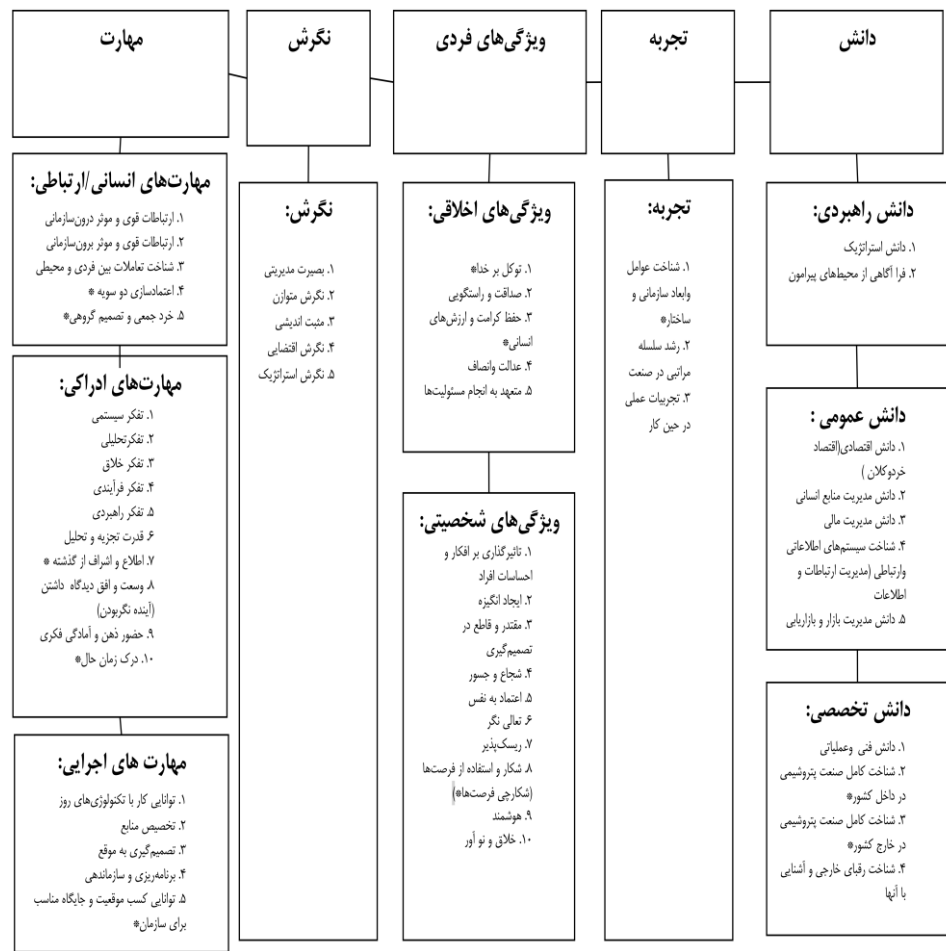 دانش
تجربه
ویژگی‌های فردی
نگرش
مهارت
دانش راهبردی:
۱. دانش استراتژیک
۲. فرا آگاهی از محیط‌های پیرامون
دانش عمومی :
۱. دانش اقتصادی(اقتصاد
خردوکلان )
۲. دانش مدیریت منابع انسانی
۳. دانش مدیریت مالی
۴. شناخت سیستم‌های اطلاعاتی
وارتباطی (مدیریت ارتباطات و
اطلاعات
۵. دانش مدیریت بازار و بازاریابی
دانش تخصصی:
۱. دانش فنی وعملیاتی
۲. شناخت کامل صنعت پتروشیمی
در داخل کشور*
۳. شناخت کامل صنعت پتروشیمی
در خارج کشور*
۴. شناخت رقبای خارجی و آشنایی
با آنها
تجربه:
۱. شناخت عوامل
وابعاد سازمانی و
ساختار*
۲. رشد سلسله
مراتبی در صنعت
۳. تجربیات عملی
در حین کار
ویژگی‌های اخلاقی:
۱. توکل بر خدا*
۲. صداقت و راستگویی
۳. حفظ کرامت و ارزش‌های
انسانی*
۴. عدالت وانصاف
۵. متعهد به انجام مسئولیت‌ها
ویژگی‌های شخصیتی:
۱. تاثیرگذاری بر افکار و
احساسات افراد
۲. ایجاد انگیزه
۳. مقتدر و قاطع در
تصمیم‌گیری
۴. شجاع و جسور
۵. اعتماد به نفس
۶. تعالی نگر
۷. ریسک‌پذیر
۸. شکار و استفاده از فرصت‌ها
(شکارچی فرصت‌ها*)
۹. هوشمند
۱۰. خلاق و نو آور
نگرش:
۱. بصیرت مدیریتی
۲. نگرش متوازن
۳. مثبت اندیشی
۴. نگرش اقتضایی
۵. نگرش استراتژیک
مهارت‌های انسانی/ارتباطی:
۱. ارتباطات قوی و موثر درون‌سازمانی
۲. ارتباطات قوی و موثر برون‌سازمانی
۳. شناخت تعاملات بین فردی و محیطی
۴. اعتمادسازی دو سویه *
۵. خرد جمعی و تصمیم گروهی*
مهارت‌های ادراکی:
۱. تفکر سیستمی
۲. تفکرتحلیلی
۳. تفکر خلاق
۴. تفکر فرآیندی
۵. تفکر راهبردی
۶. قدرت تجزیه و تحلیل
۷. اطلاع و اشراف از گذشته *
۸. وسعت و افق دیدگاه داشتن
(آینده نگربودن)
۹. حضور ذهن و آمادگی فکری
۱۰. درک زمان حال*
مهارت های اجرایی:
۱. توانایی کار با تکنولوژی‌های روز
۲. تخصیص منابع
۳. تصمیم‌گیری به موقع
۴. برنامه‌ریزی و سازماندهی
۵. توانایی کسب موقعیت و جایگاه مناسب
برای سازمان*